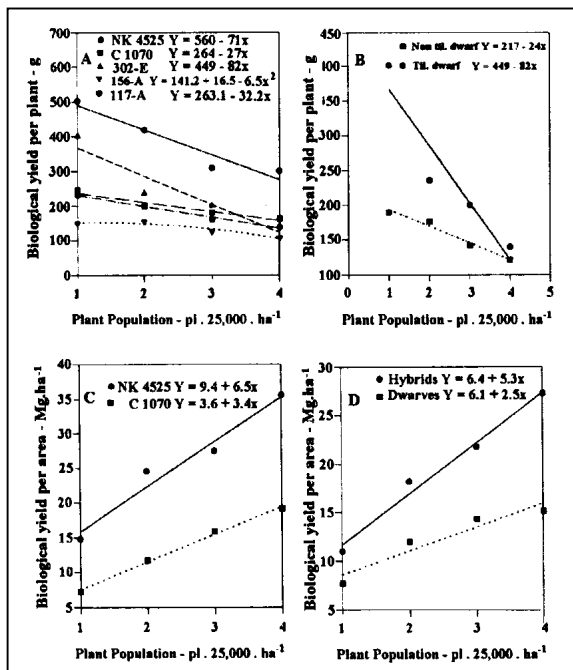 A
NK 4525 Y = 560 - 71x
C 1070 Y = 264 - 27x
302-E Y = 449 - 82x
156-A Y = 141.2 + 16.5 - 6.5x²
117-A Y = 263.1 - 32.2x
Biological yield per plant - g
700
600
500
400
300
200
100
0
1 2 3 4
Plant Population - pl . 25,000 . ha⁻¹
B
Non til. dwarf Y = 217 - 24x
Til. dwarf Y = 449 - 82x
Biological yield per plant - g
400
350
300
250
200
150
100
0 1 2 3 4 5
Plant Population - pl . 25,000 . ha⁻¹
C
NK 4525 Y = 9.4 + 6.5x
C 1070 Y = 3.6 + 3.4x
Biological yield per area - Mg.ha⁻¹
40
35
30
25
20
15
10
5
1 2 3 4
Plant Population - pl . 25,000 . ha⁻¹
D
Hybrids Y = 6.4 + 5.3x
Dwarves Y = 6.1 + 2.5x
Biological yield per area - Mg.ha⁻¹
30
25
20
15
10
5
1 2 3 4
Plant Population - pl . 25,000 . ha⁻¹